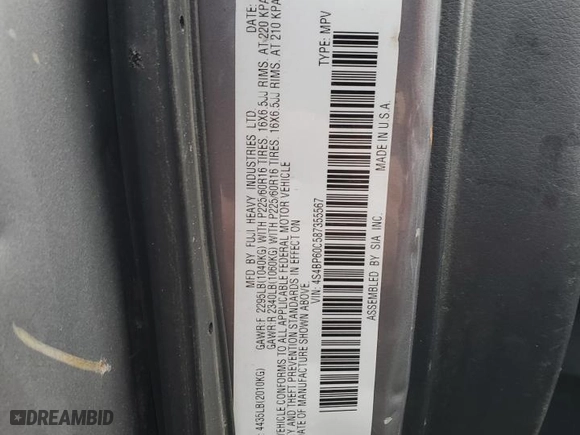 MFD BY FUJI HEAVY INDUSTRIES LTD. DATE:
4435LB(2010KG)
GAWR:F 2295LB(1040KG) WITH P225/60R16 TIRES. 16X6.5JJ RIMS. AT 220 KPA
GAWR:R 2340LB(1060KG) WITH P225/60R16 TIRES. 16X6.5JJ RIMS. AT 210 KPA
VEHICLE CONFORMS TO ALL APPLICABLE FEDERAL MOTOR VEHICLE
AND THEFT PREVENTION STANDARDS IN EFFECT ON
DATE OF MANUFACTURE SHOWN ABOVE.
VIN: 4S4BP60C587355567 TYPE: MPV
ASSEMBLED BY SIA INC. MADE IN U.S.A.
DREAMBID